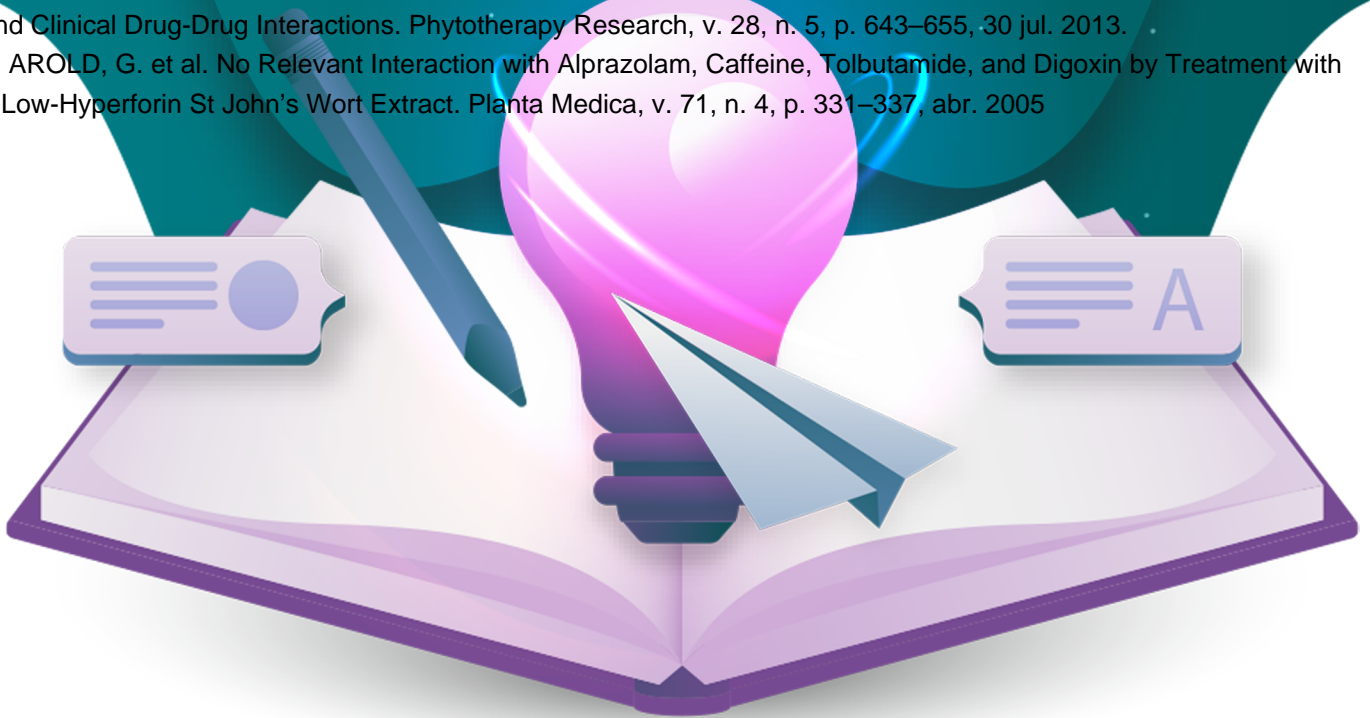 nd Clinical Drug-Drug Interactions. Phytotherapy Research, v. 28, n. 5, p. 643–655, 30 jul. 2013.
AROLD, G. et al. No Relevant Interaction with Alprazolam, Caffeine, Tolbutamide, and Digoxin by Treatment with
Low-Hyperforin St John's Wort Extract. Planta Medica, v. 71, n. 4, p. 331–337, abr. 2005
A